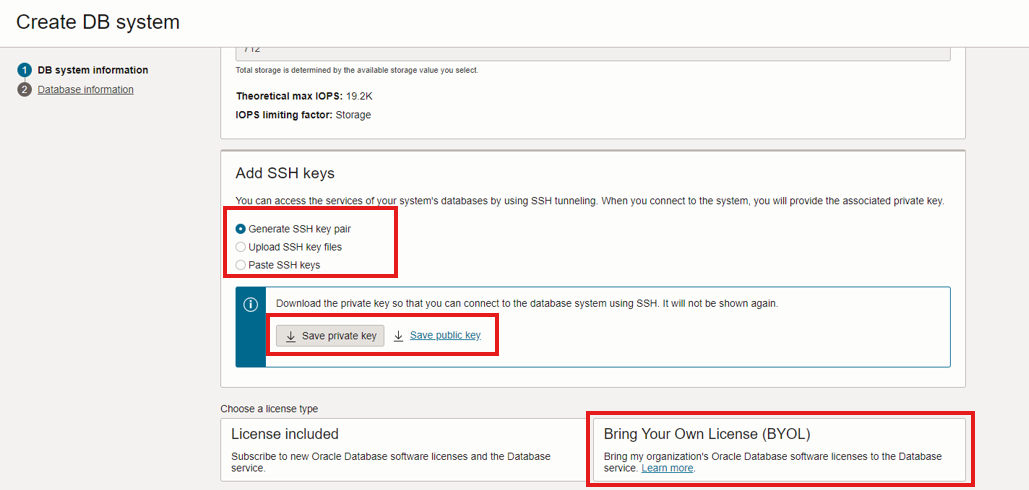 Create DB system
1 DB system information
2 Database information
712
Total storage is determined by the available storage value you select.
Theoretical max IOPS: 19.2K
IOPS limiting factor: Storage
Add SSH keys
You can access the services of your system's databases by using SSH tunneling. When you connect to the system, you will provide the associated private key.
Generate SSH key pair
Upload SSH key files
Paste SSH keys
Download the private key so that you can connect to the database system using SSH. It will not be shown again.
Save private key Save public key
Choose a license type
License included
Subscribe to new Oracle Database software licenses and the Database
service.
Bring Your Own License (BYOL)
Bring my organization's Oracle Database software licenses to the Database
service. Learn more.